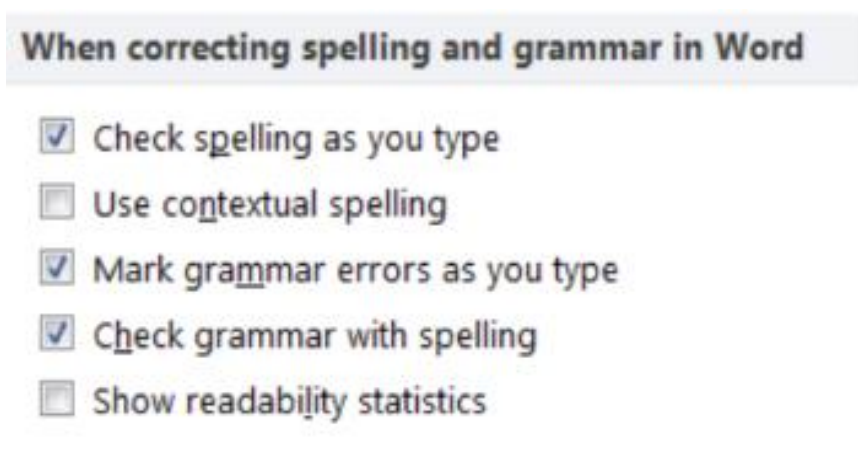 When correcting spelling and grammar in Word
Check spelling as you type
Use contextual spelling
Mark grammar errors as you type
Check grammar with spelling
Show readability statistics